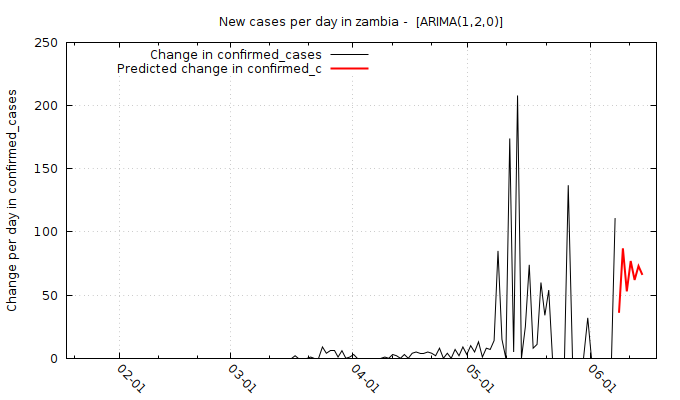 New cases per day in zambia -  [ARIMA(1,2,0)]
Change in confirmed_cases
Predicted change in confirmed_c
Change per day in confirmed_cases
250
200
150
100
50
0
02-01
03-01
04-01
05-01
06-01